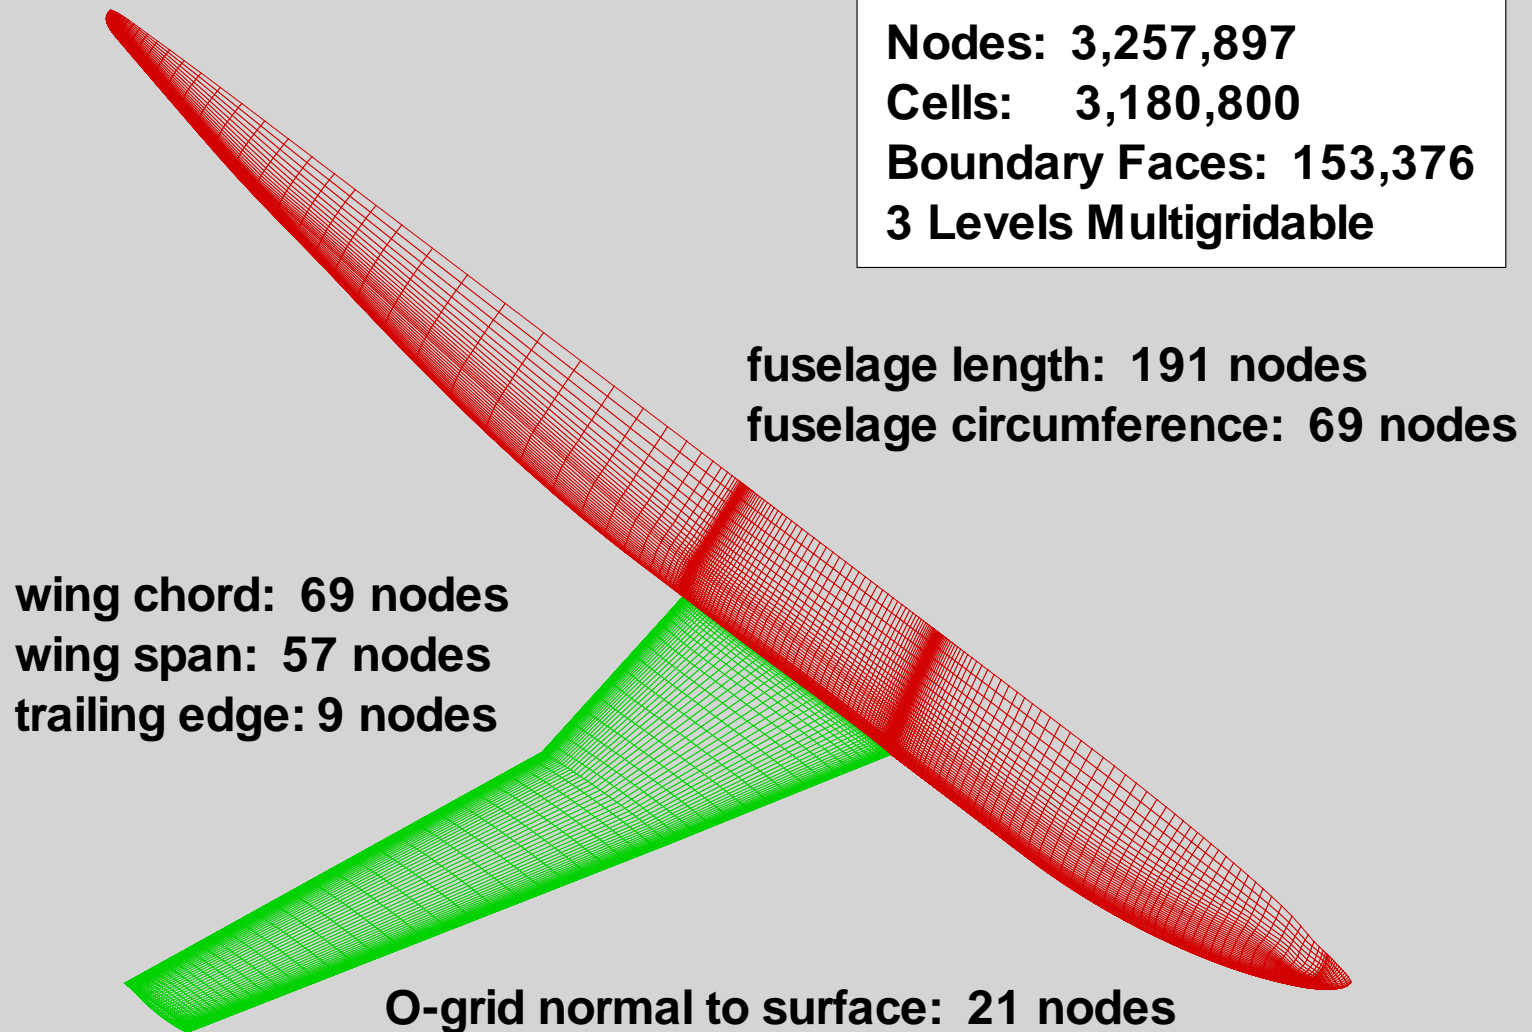 Nodes: 3,257,897
Cells: 3,180,800
Boundary Faces: 153,376
3 Levels Multigridable
fuselage length: 191 nodes
fuselage circumference: 69 nodes
wing chord: 69 nodes
wing span: 57 nodes
trailing edge: 9 nodes
O-grid normal to surface: 21 nodes